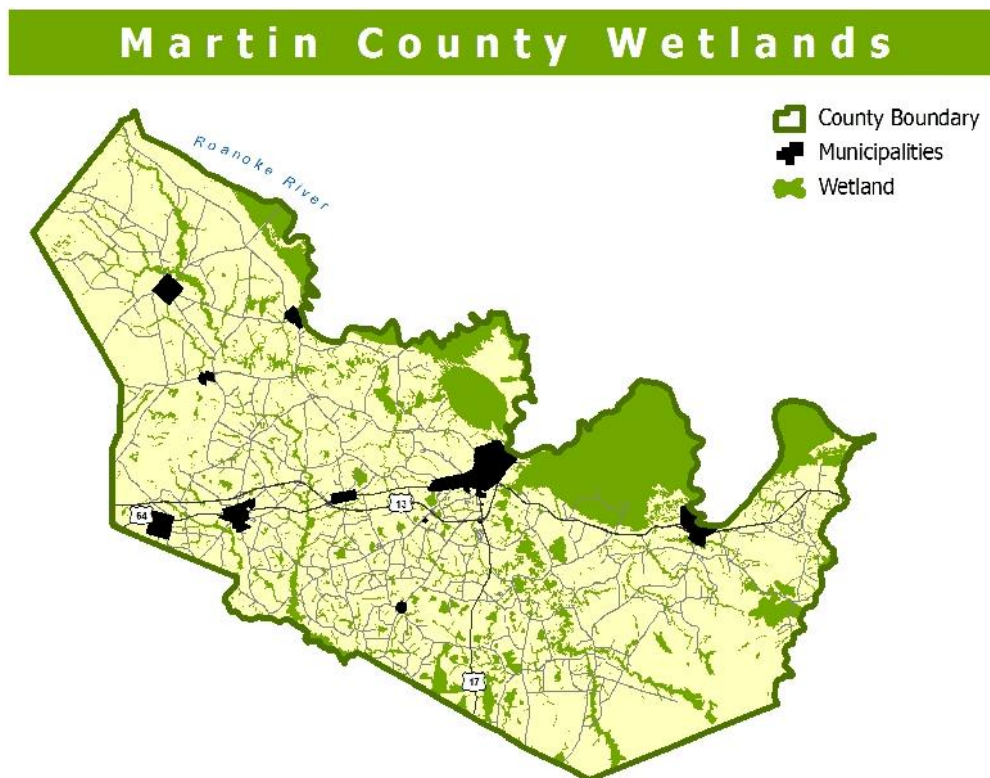 Martin County Wetlands
County Boundary
Municipalities
Wetland
Roanoke River
64
13
17